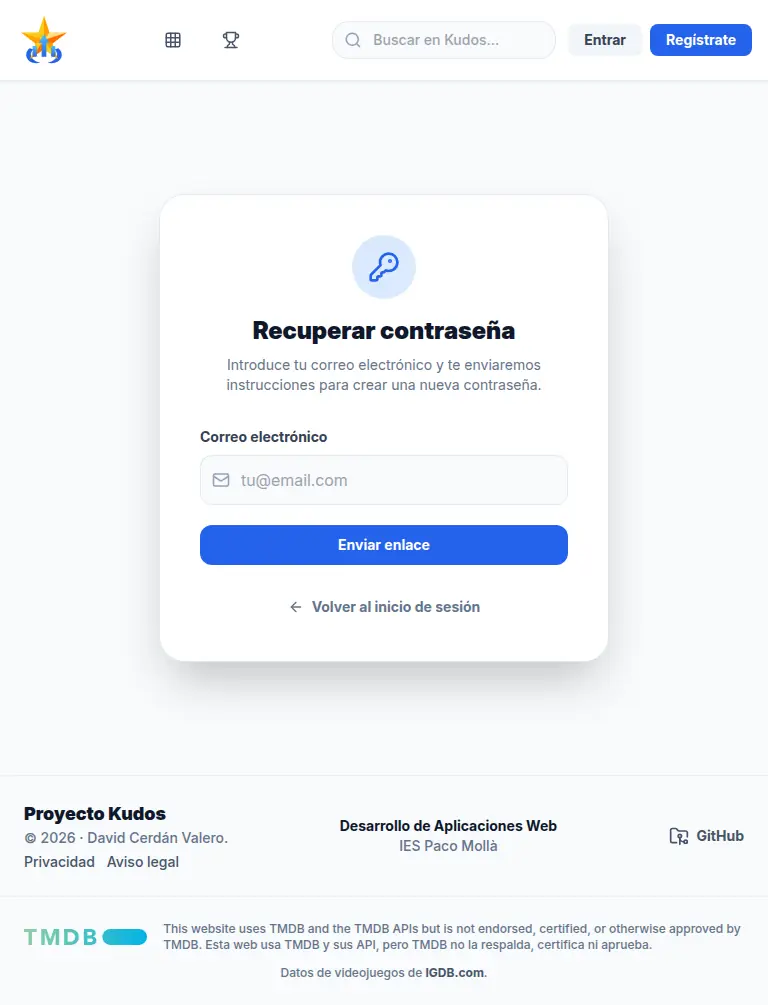 Buscar en Kudos...
Entrar
Regístrate
Recuperar contraseña
Introduce tu correo electrónico y te enviaremos
instrucciones para crear una nueva contraseña.
Correo electrónico
tu@email.com
Enviar enlace
Volver al inicio de sesión
Proyecto Kudos
© 2026 · David Cerdán Valero.
Privacidad Aviso legal
Desarrollo de Aplicaciones Web
IES Paco Mollà
GitHub
TMDB
This website uses TMDB and the TMDB APIs but is not endorsed, certified, or otherwise approved by
TMDB. Esta web usa TMDB y sus API, pero TMDB no la respalda, certifica ni aprueba.
Datos de videojuegos de IGDB.com.